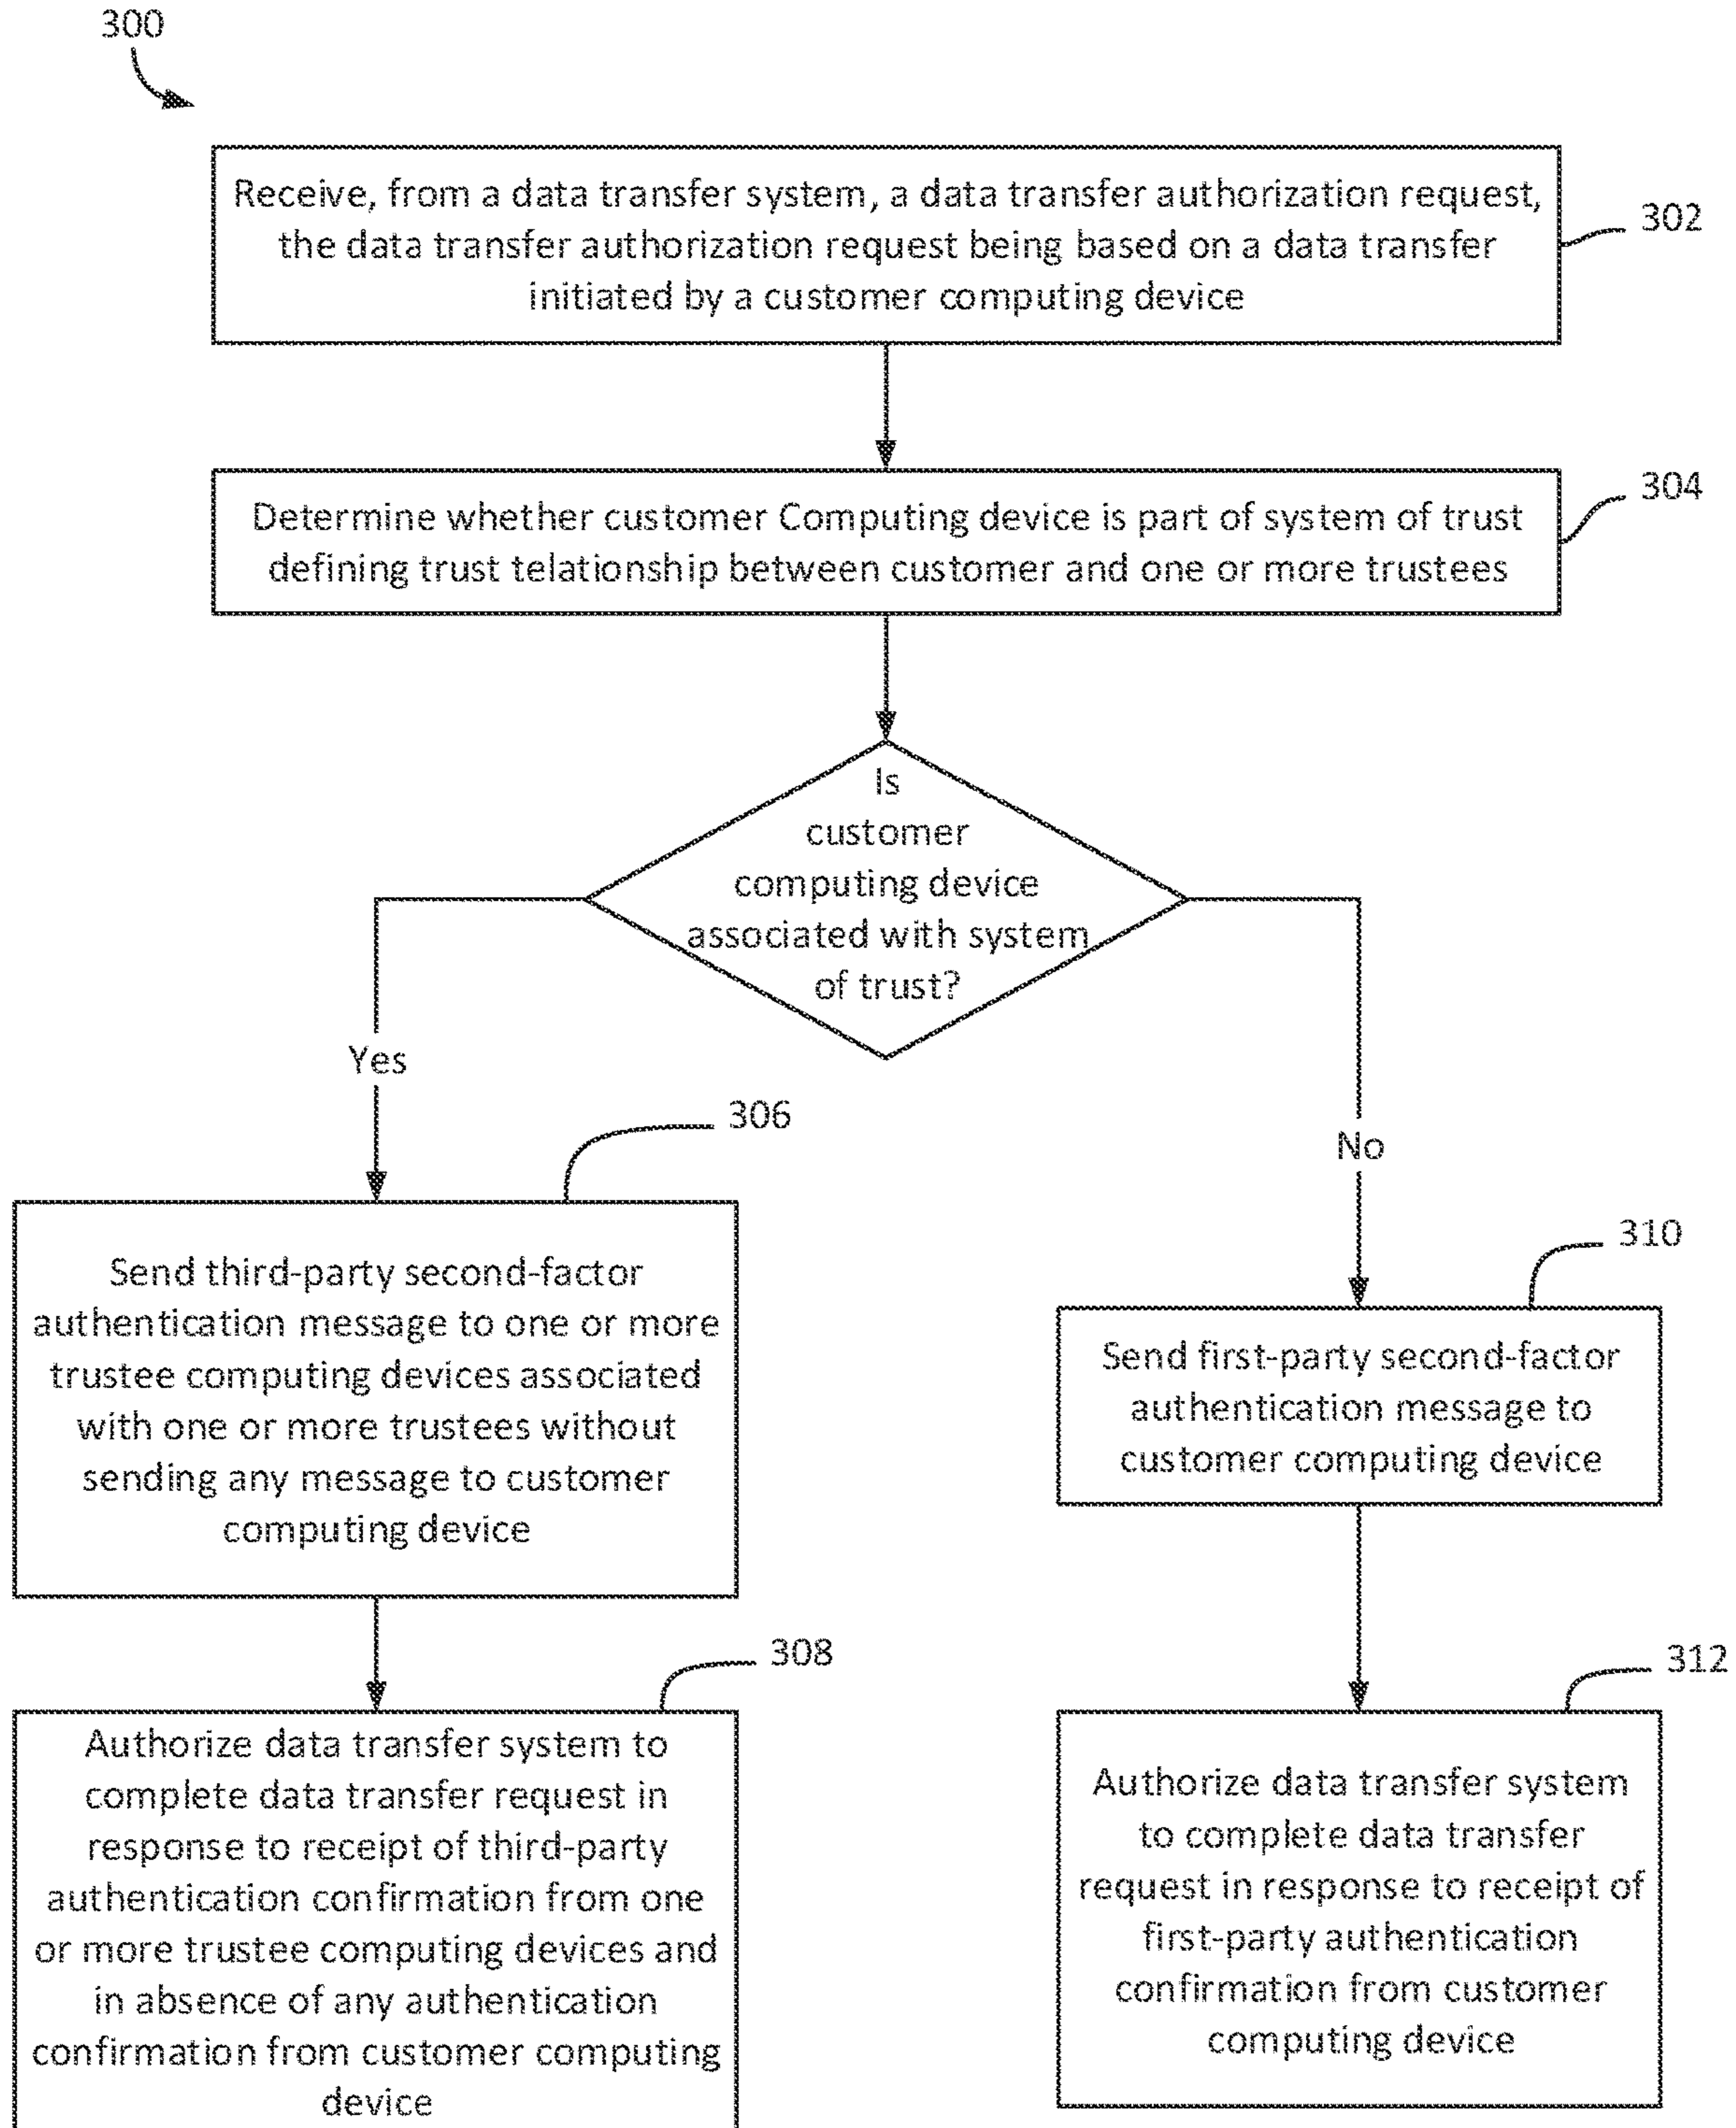 300
Receive, from a data transfer system, a data transfer authorization request,
the data transfer authorization request being based on a data transfer
initiated by a customer computing device
302
Determine whether customer Computing device is part of system of trust
defining trust telationship between customer and one or more trustees
304
Is
customer
computing device
associated with system
of trust?
Yes
No
306
Send third-party second-factor
authentication message to one or more
trustee computing devices associated
with one or more trustees without
sending any message to customer
computing device
310
Send first-party second-factor
authentication message to
customer computing device
308
Authorize data transfer system to
complete data transfer request in
response to receipt of third-party
authentication confirmation from one
or more trustee computing devices and
in absence of any authentication
confirmation from customer computing
device
312
Authorize data transfer system
to complete data transfer
request in response to receipt of
first-party authentication
confirmation from customer
computing device